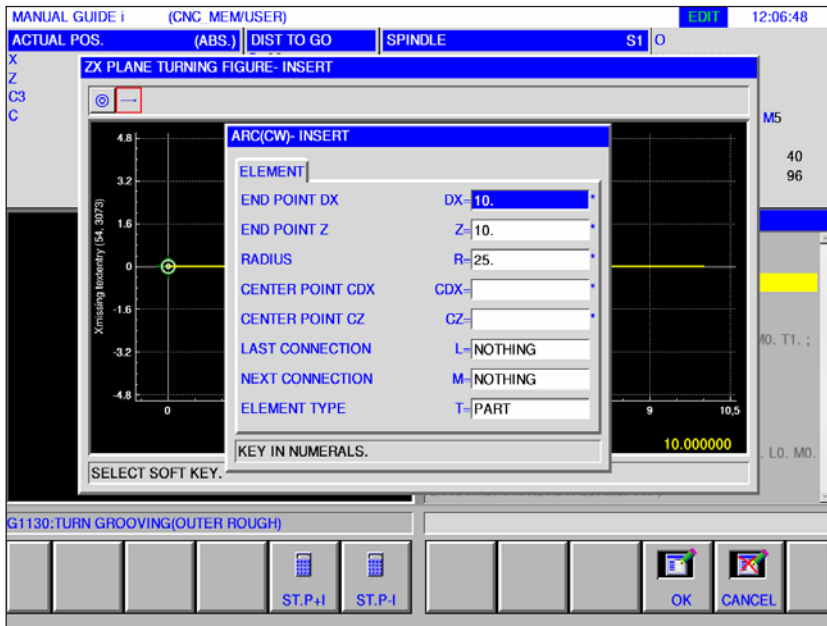 MANUAL GUIDE i (CNC_MEM/USER) EDIT 12:06:48
ACTUAL POS. (ABS.) DIST TO GO SPINDLE S1 O
X
Z
C3
C
M5
40
96
ZX PLANE TURNING FIGURE- INSERT
4.8
3.2
1.6
0
-1.6
-3.2
-4.8
Xmissing textentry (54, 3073)
0 9 10,5
10.000000
ARC(CW)- INSERT
ELEMENT
END POINT DX DX= 10. *
END POINT Z Z= 10. *
RADIUS R= 25. *
CENTER POINT CDX CDX= *
CENTER POINT CZ CZ= *
LAST CONNECTION L= NOTHING
NEXT CONNECTION M= NOTHING
ELEMENT TYPE T= PART
KEY IN NUMERALS.
SELECT SOFT KEY.
M0. T1. ;
. L0. M0.
G1130:TURN GROOVING(OUTER ROUGH)
ST.P+I ST.P-I OK CANCEL